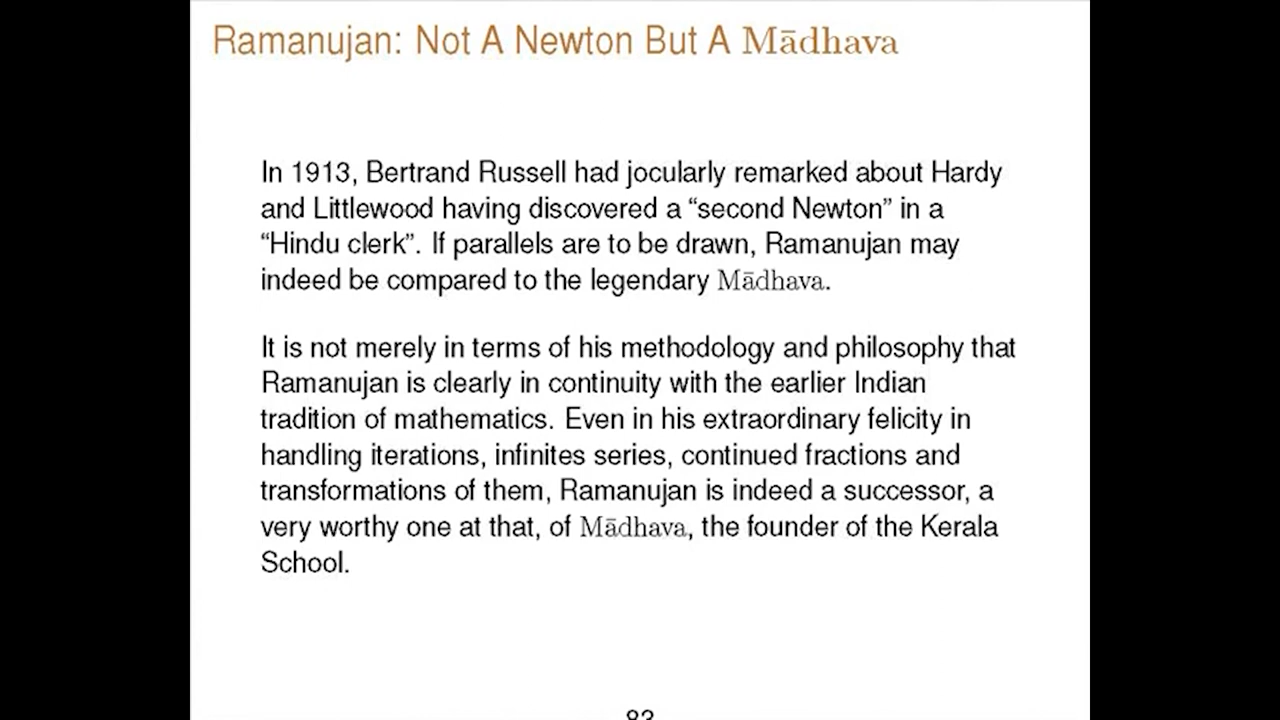 Ramanujan: Not A Newton But A Mādhava
In 1913, Bertrand Russell had jocularly remarked about Hardy
and Littlewood having discovered a “second Newton” in a
“Hindu clerk”. If parallels are to be drawn, Ramanujan may
indeed be compared to the legendary Mādhava.
It is not merely in terms of his methodology and philosophy that
Ramanujan is clearly in continuity with the earlier Indian
tradition of mathematics. Even in his extraordinary felicity in
handling iterations, infinites series, continued fractions and
transformations of them, Ramanujan is indeed a successor, a
very worthy one at that, of Mādhava, the founder of the Kerala
School.
83